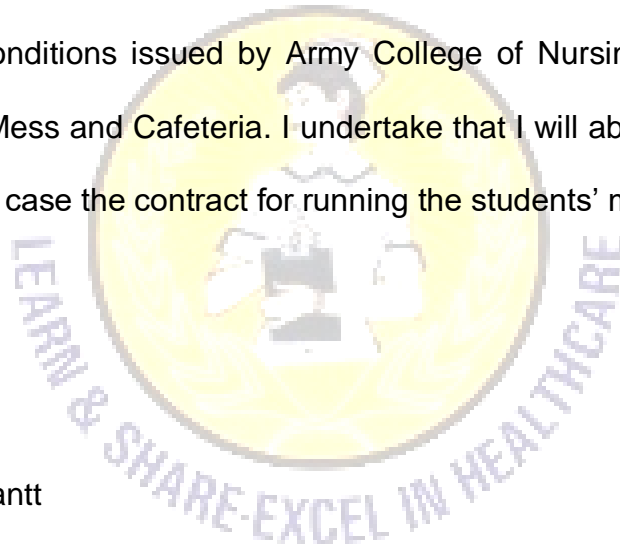 onditions issued by Army College of Nursin
Mess and Cafeteria. I undertake that I will ab
case the contract for running the students’
LEARN & SHARE-EXCEL IN HEALTHCARE
antt